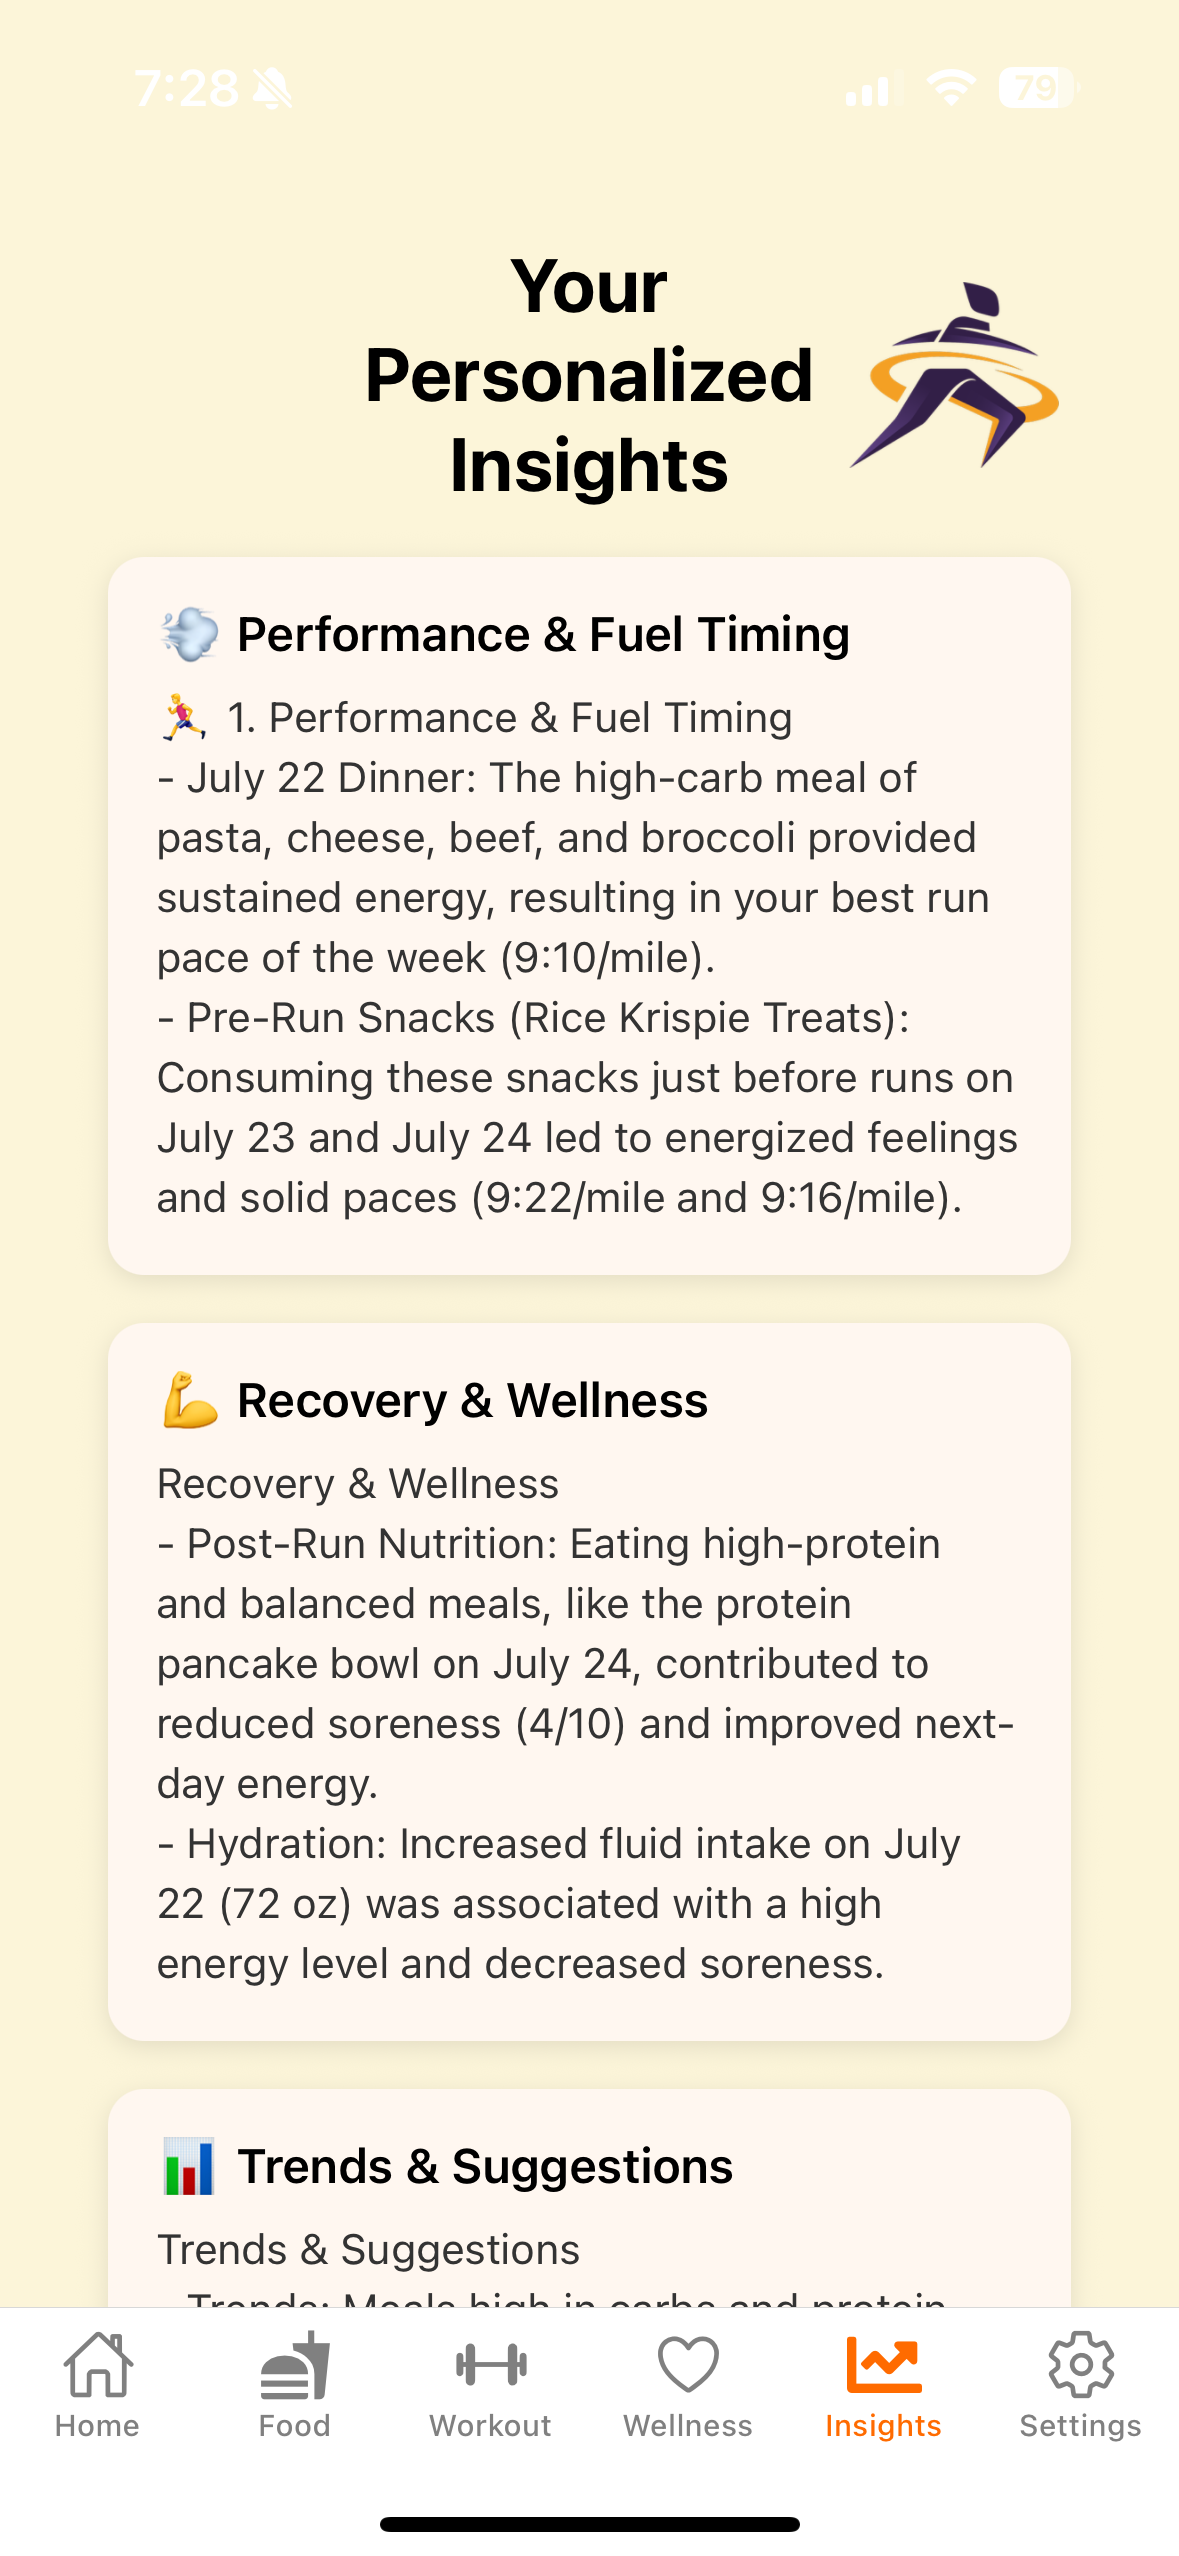 7:28
79
Your
Personalized
Insights
💨 Performance & Fuel Timing
🏃 1. Performance & Fuel Timing
- July 22 Dinner: The high-carb meal of
pasta, cheese, beef, and broccoli provided
sustained energy, resulting in your best run
pace of the week (9:10/mile).
- Pre-Run Snacks (Rice Krispie Treats):
Consuming these snacks just before runs on
July 23 and July 24 led to energized feelings
and solid paces (9:22/mile and 9:16/mile).
💪 Recovery & Wellness
Recovery & Wellness
- Post-Run Nutrition: Eating high-protein
and balanced meals, like the protein
pancake bowl on July 24, contributed to
reduced soreness (4/10) and improved next-
day energy.
- Hydration: Increased fluid intake on July
22 (72 oz) was associated with a high
energy level and decreased soreness.
📊 Trends & Suggestions
Trends & Suggestions
- Trends: Meals high in carbs and protein
Home
Food
Workout
Wellness
Insights
Settings